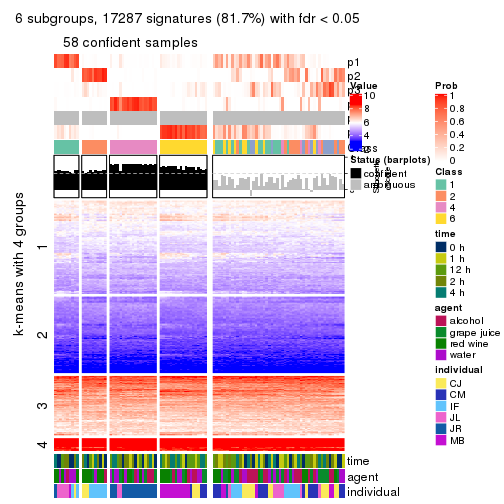 6 subgroups, 17287 signatures (81.7%) with fdr < 0.05
58 confident samples
p1
p2
p3
Class
k-means with 4 groups
1
2
3
4
time
agent
individual
Value
10
8
6
4
Status (barplots)
confident
ambiguous
Prob
1
0.8
0.6
0.4
0.2
0
Class
1
2
4
6
time
0 h
1 h
12 h
2 h
4 h
agent
alcohol
grape juice
red wine
water
individual
CJ
CM
IF
JL
JR
MB